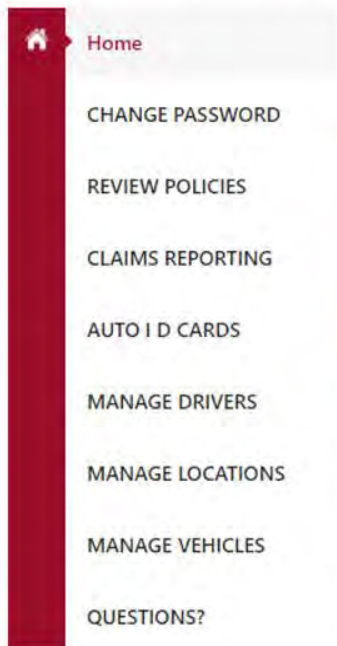 Home
CHANGE PASSWORD
REVIEW POLICIES
CLAIMS REPORTING
AUTO I D CARDS
MANAGE DRIVERS
MANAGE LOCATIONS
MANAGE VEHICLES
QUESTIONS?